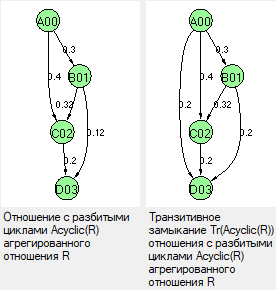 A00
0.3
0.4
B01
0.32
C02
0.12
0.2
D03
Отношение с разбитыми
циклами Acyclic(R)
агрегированного
отношения R
A00
0.3
0.4
B01
0.2
0.32
C02
0.2
0.2
D03
Транзитивное
замыкание Tr(Acyclic(R))
отношения с разбитыми
циклами Acyclic(R)
агрегированного
отношения R